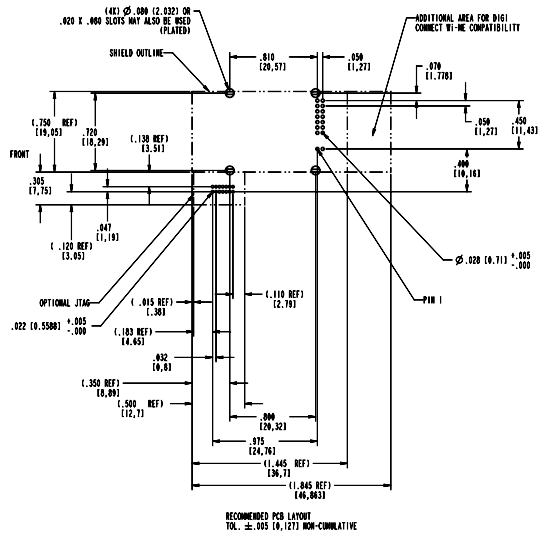 (4X) Ø.080 (2.032) OR
.020 X .080 SLOTS MAY ALSO BE USED
(PLATED)
ADDITIONAL AREA FOR DIGI
CONNECT Wi-ME COMPATIBILITY
SHIELD OUTLINE
.810
[20,57]
.050
[1,27]
.070
[1,778]
(.750 REF)
[19,05]
.720
[18,29]
(.138 REF)
[3.51]
.050
[1,27]
.450
[11,43]
FRONT
.305
[7,75]
.400
[10,16]
.047
[1,19]
(.120 REF)
[3.05]
Ø.028 [0.71] +.005
-.000
OPTIONAL JTAG
(.015 REF)
[.38]
(.110 REF)
[2.79]
PIN 1
.022 [0.5588] +.005
-.000
(.183 REF)
[4.65]
.032
[0,8]
(.350 REF)
[8,89]
(.500 REF)
[12,7]
.800
[20,32]
.975
[24,76]
(1.445 REF)
[36,7]
(1.845 REF)
[46,863]
RECOMMENDED PCB LAYOUT
TOL. ±.005 [0,127] NON-CUMULATIVE